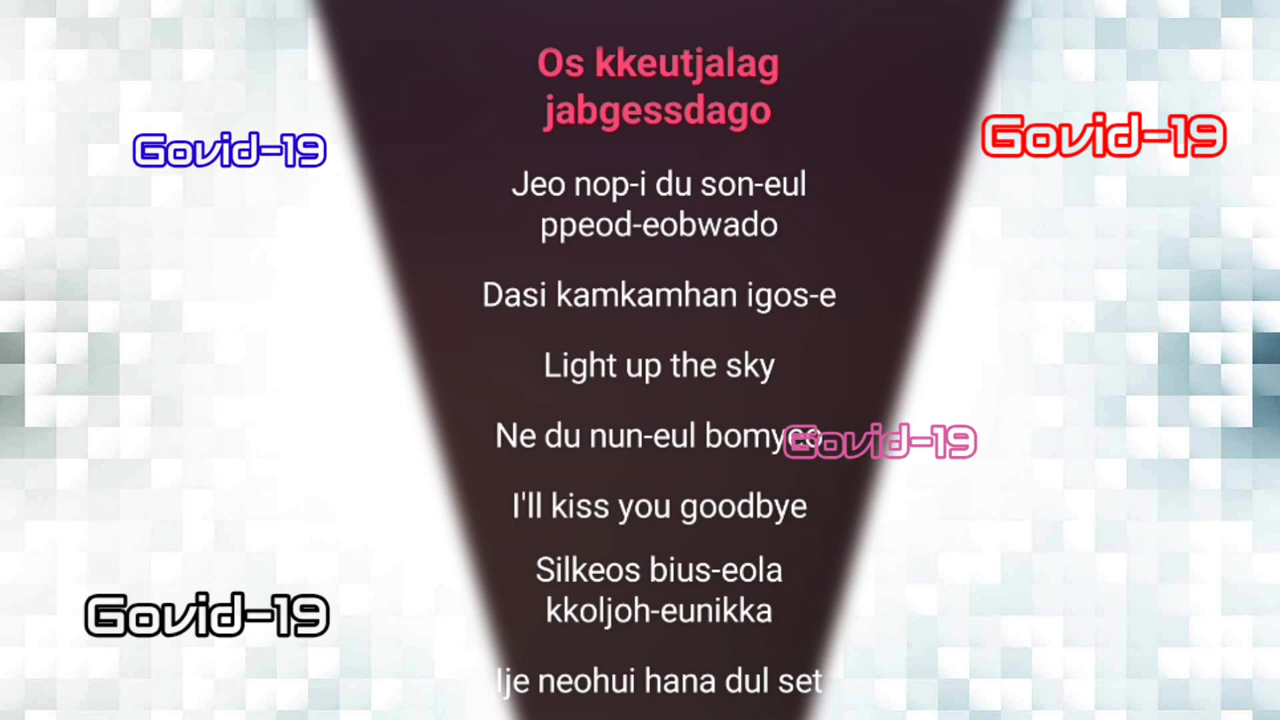 Os kkeutjalag
jabgessdago
Govid-19
Govid-19
Jeo nop-i du son-eul
ppeod-eobwado
Dasi kamkamhan igos-e
Light up the sky
Ne du nun-eul bomyeo
Govid-19
I'll kiss you goodbye
Silkeos bius-eola
kkoljoh-eunikka
Govid-19
Ije neohui hana dul set